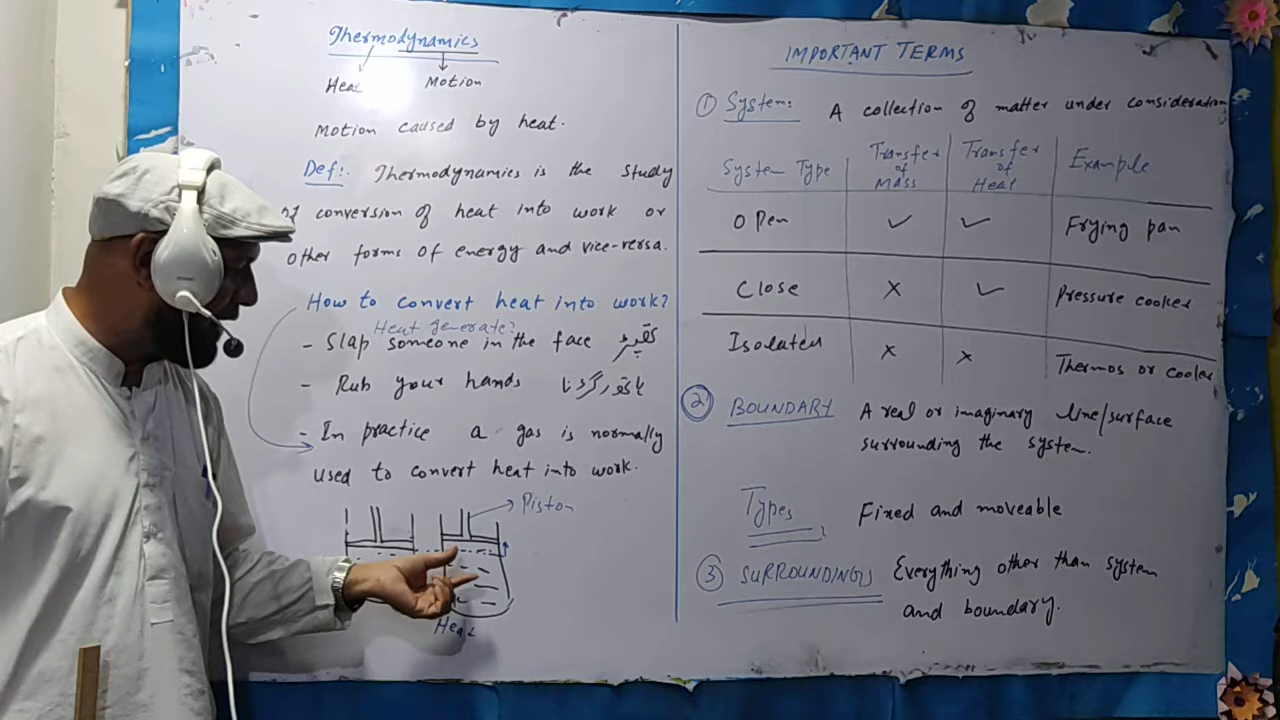 Thermodynamics
Heat Motion
Motion caused by heat.
Def:. Thermodynamics is the study
of conversion of heat into work or
other forms of energy and vice-versa.
How to convert heat into work?
Heat generate?
- Slap someone in the face تھپڑ
- Rub your hands ہاتھ رگڑنا
- In practice a gas is normally
used to convert heat into work.
Piston
Heat
IMPORTANT TERMS
① System: A collection of matter under consideration
System Type Transfer of Mass Transfer of Heat Example
Open ✓ ✓ Frying pan
Close ✗ ✓ Pressure cooker
Isolated ✗ ✗ Thermos or cooler
② BOUNDARY A real or imaginary line/surface
surrounding the system.
Types Fixed and moveable
③ SURROUNDINGS Everything other than system
and boundary.